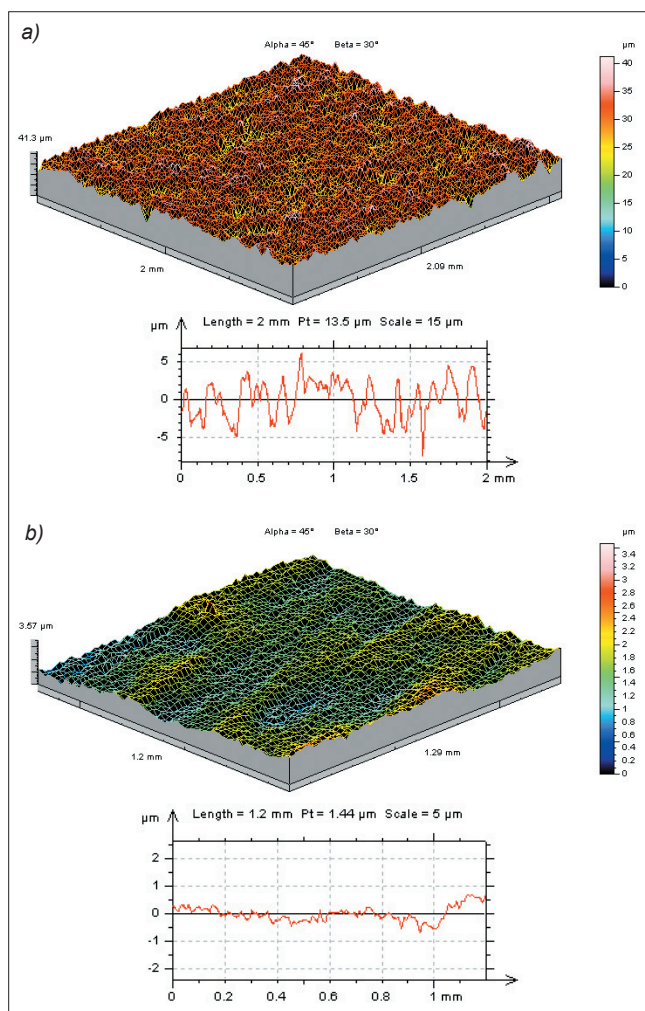 a)
Alpha = 45° Beta = 30°
µm
40
35
30
25
20
15
10
5
0
41.3 µm
2 mm
2.09 mm
µm
Length = 2 mm Pt = 13.5 µm Scale = 15 µm
5
0
-5
0 0.5 1 1.5 2 mm
b)
Alpha = 45° Beta = 30°
µm
3.4
3.2
3
2.8
2.6
2.4
2.2
2
1.8
1.6
1.4
1.2
1
0.8
0.6
0.4
0.2
0
3.57 µm
1.2 mm
1.29 mm
µm
Length = 1.2 mm Pt = 1.44 µm Scale = 5 µm
2
1
0
-1
-2
0 0.2 0.4 0.6 0.8 1 mm